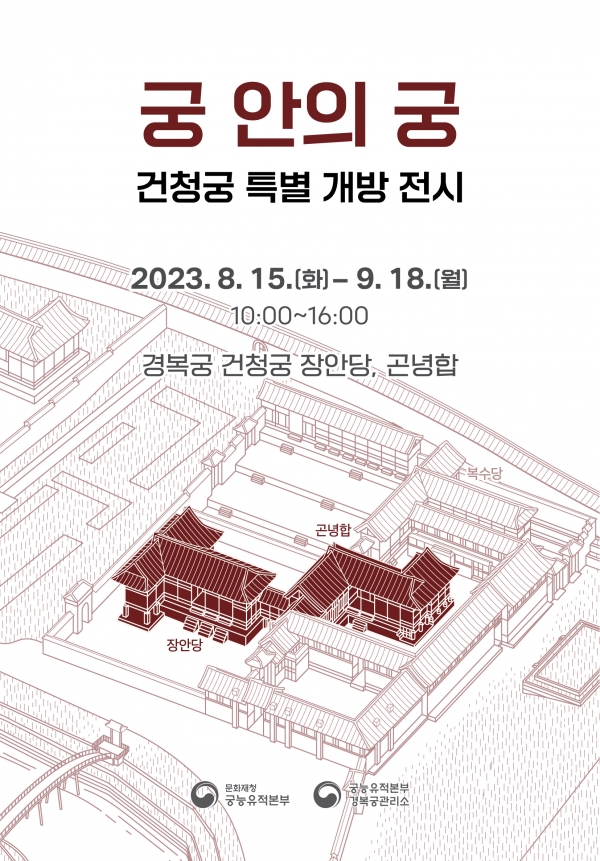 궁 안의 궁
건청궁 특별 개방 전시
2023. 8. 15.(화) – 9. 18.(월)
10:00~16:00
경복궁 건청궁 장안당, 곤녕합
복수당
곤녕합
장안당
문화재청
궁능유적본부
궁능유적본부
경복궁관리소